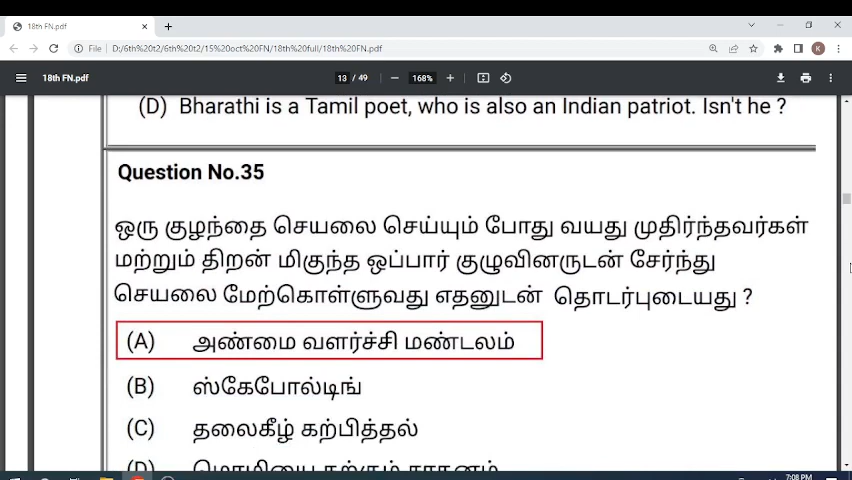 18th FN.pdf
File D:/6th%20t2/6th%20t2/15%20oct%20FN/18th%20full/18th%20FN.pdf
K
18th FN.pdf 13 / 49 168%
(D) Bharathi is a Tamil poet, who is also an Indian patriot. Isn't he ?
Question No.35
ஒரு குழந்தை செயலை செய்யும் போது வயது முதிர்ந்தவர்கள்
மற்றும் திறன் மிகுந்த ஒப்பார் குழுவினருடன் சேர்ந்து
செயலை மேற்கொள்ளுவது எதனுடன் தொடர்புடையது ?
(A) அண்மை வளர்ச்சி மண்டலம்
(B) ஸ்கேபோல்டிங்
(C) தலைகீழ் கற்பித்தல்
(D) மொழியை கற்கும் சாதனம்
7:08 PM